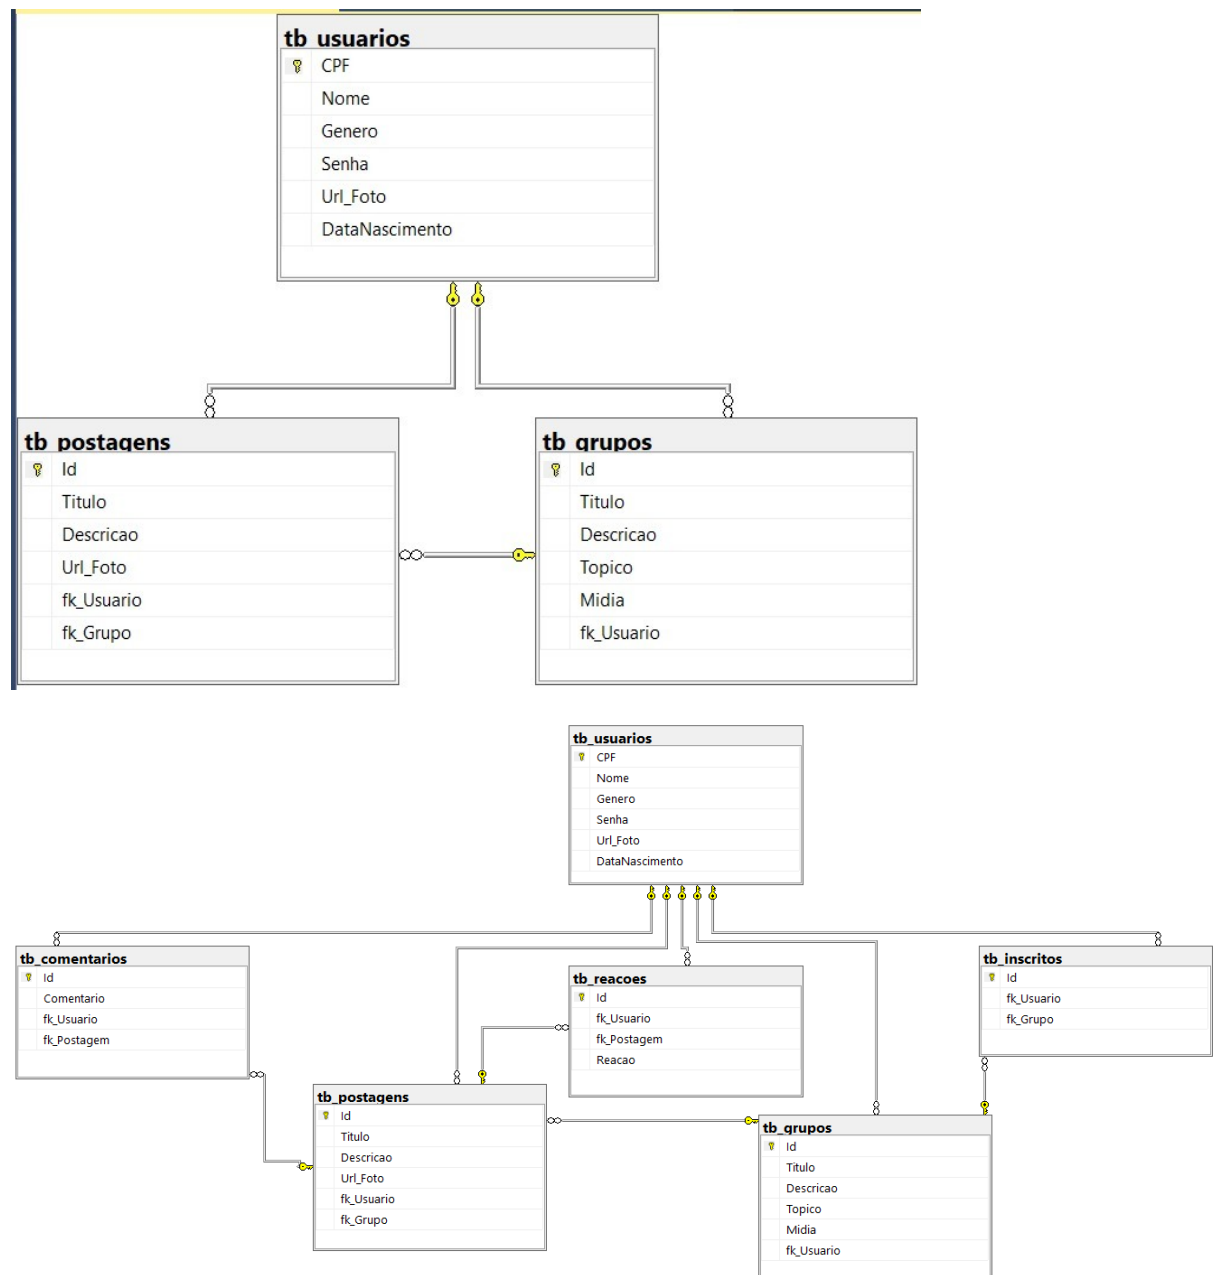 tb_usuarios
CPF
Nome
Genero
Senha
Url_Foto
DataNascimento
tb_postagens
Id
Titulo
Descricao
Url_Foto
fk_Usuario
fk_Grupo
tb_grupos
Id
Titulo
Descricao
Topico
Midia
fk_Usuario
tb_usuarios
CPF
Nome
Genero
Senha
Url_Foto
DataNascimento
tb_comentarios
Id
Comentario
fk_Usuario
fk_Postagem
tb_reacoes
Id
fk_Usuario
fk_Postagem
Reacao
tb_inscritos
Id
fk_Usuario
fk_Grupo
tb_postagens
Id
Titulo
Descricao
Url_Foto
fk_Usuario
fk_Grupo
tb_grupos
Id
Titulo
Descricao
Topico
Midia
fk_Usuario